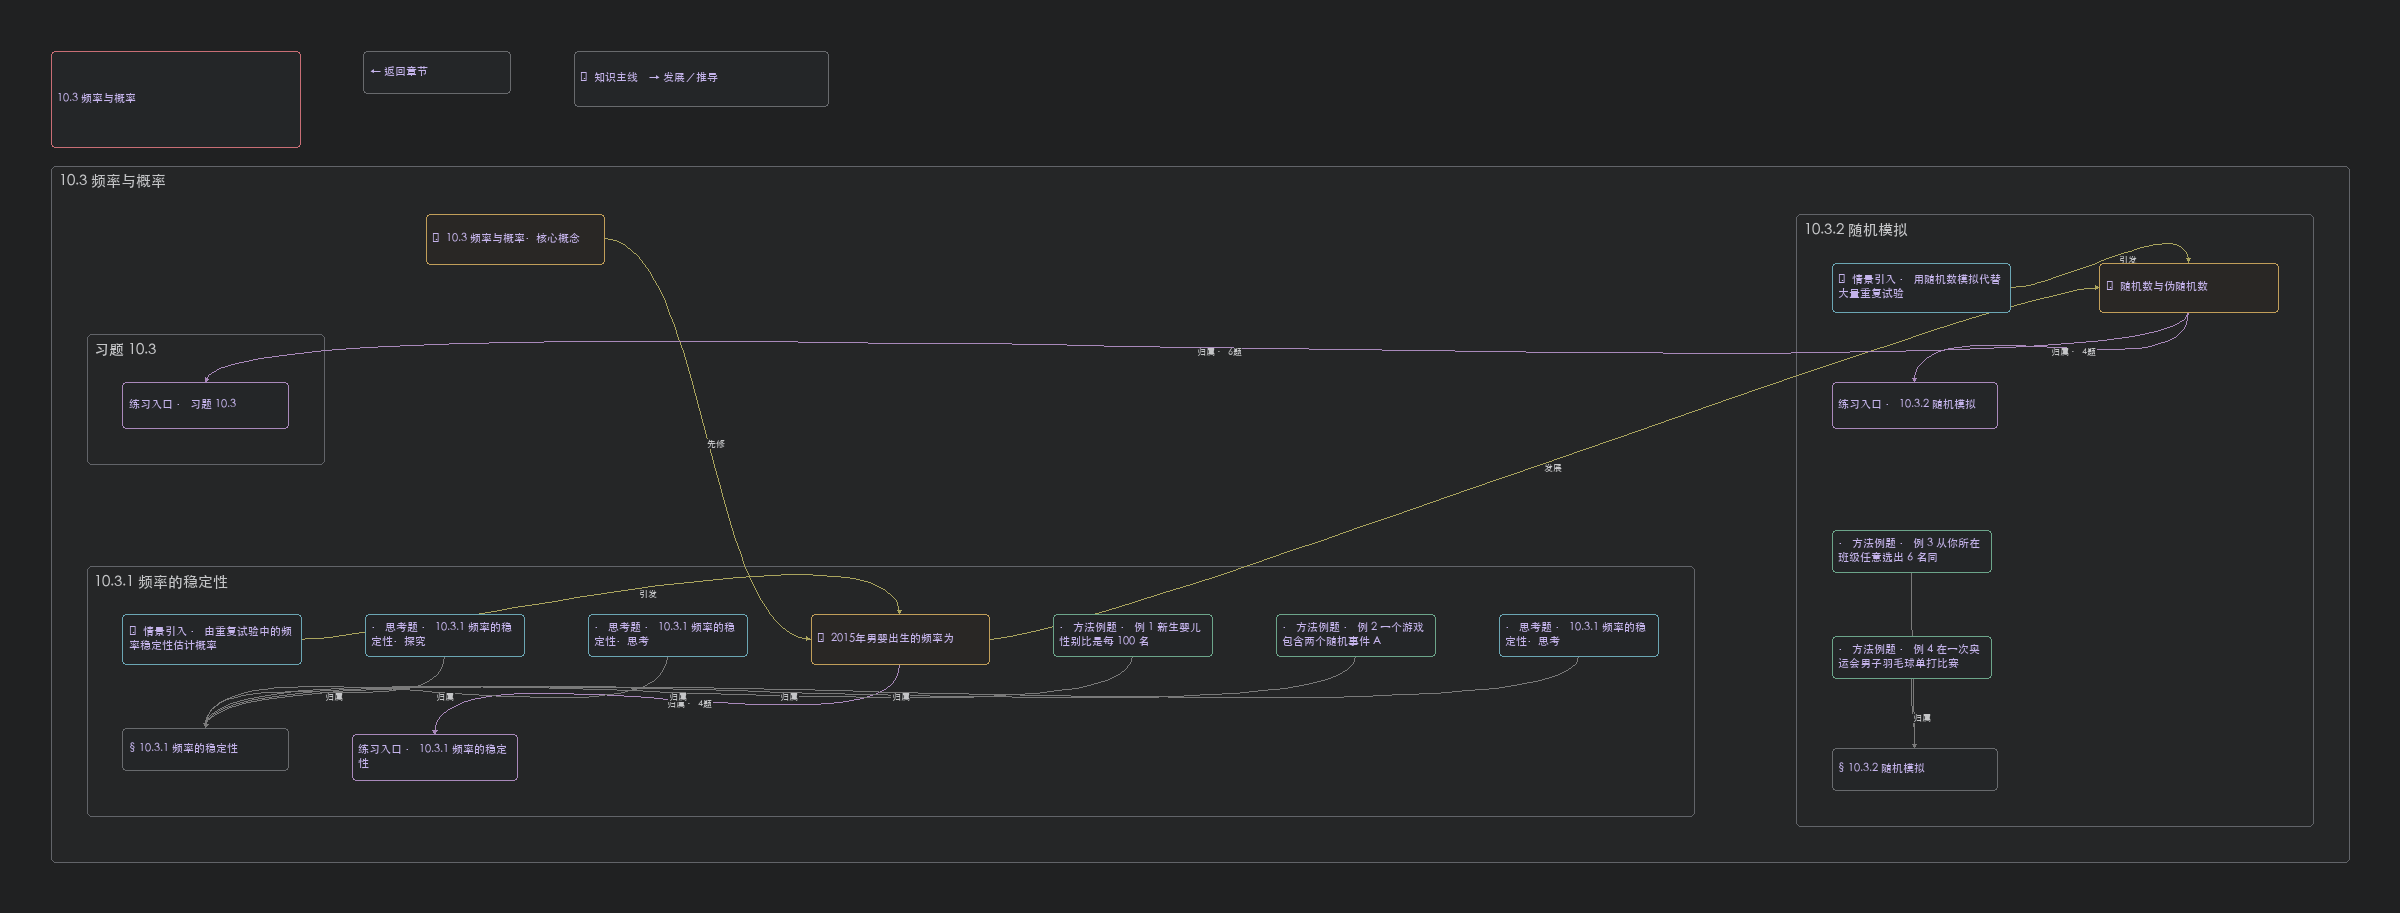 10.3 频率与概率
← 返回章节
知识主线 → 发展／推导
10.3 频率与概率
10.3 频率与概率· 核心概念
10.3.2 随机模拟
引发
情景引入 · 用随机数模拟代替
大量重复试验
随机数与伪随机数
习题 10.3
归属 · 6题
归属 · 4题
练习入口 · 习题 10.3
练习入口 · 10.3.2 随机模拟
先修
发展
· 方法例题 · 例 3 从你所在
班级任意选出 6 名同
10.3.1 频率的稳定性
引发
情景引入 · 由重复试验中的频
率稳定性估计概率
· 思考题 · 10.3.1 频率的稳
定性· 探究
· 思考题 · 10.3.1 频率的稳
定性· 思考
2015年男婴出生的频率为
· 方法例题 · 例 1 新生婴儿
性别比是每 100 名
· 方法例题 · 例 2 一个游戏
包含两个随机事件 A
· 思考题 · 10.3.1 频率的稳
定性· 思考
· 方法例题 · 例 4 在一次奥
运会男子羽毛球单打比赛
归属
归属
归属
归属
归属
归属 · 4题
归属
§ 10.3.1 频率的稳定性
练习入口 · 10.3.1 频率的稳定
性
§ 10.3.2 随机模拟